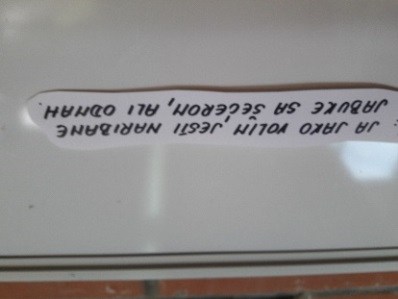 JA JAKO VOLIM JESTI NARIBANE
JABUKE SA ŠEĆEROM, ALI ODMAH.